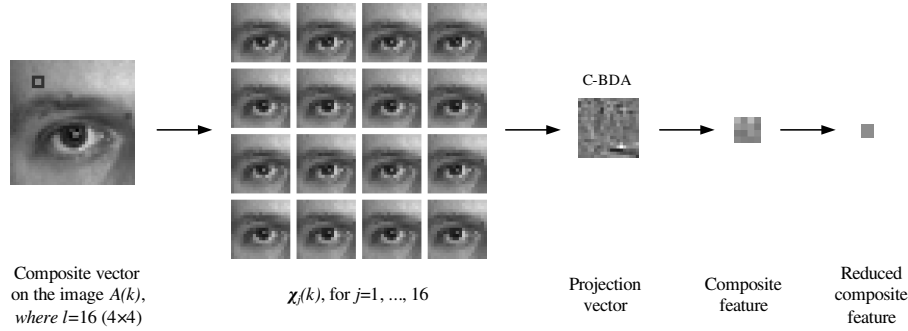 C-BDA
Composite vector
on the image A(k),
where l=16 (4×4)
χj(k), for j=1, ..., 16
Projection
vector
Composite
feature
Reduced
composite
feature